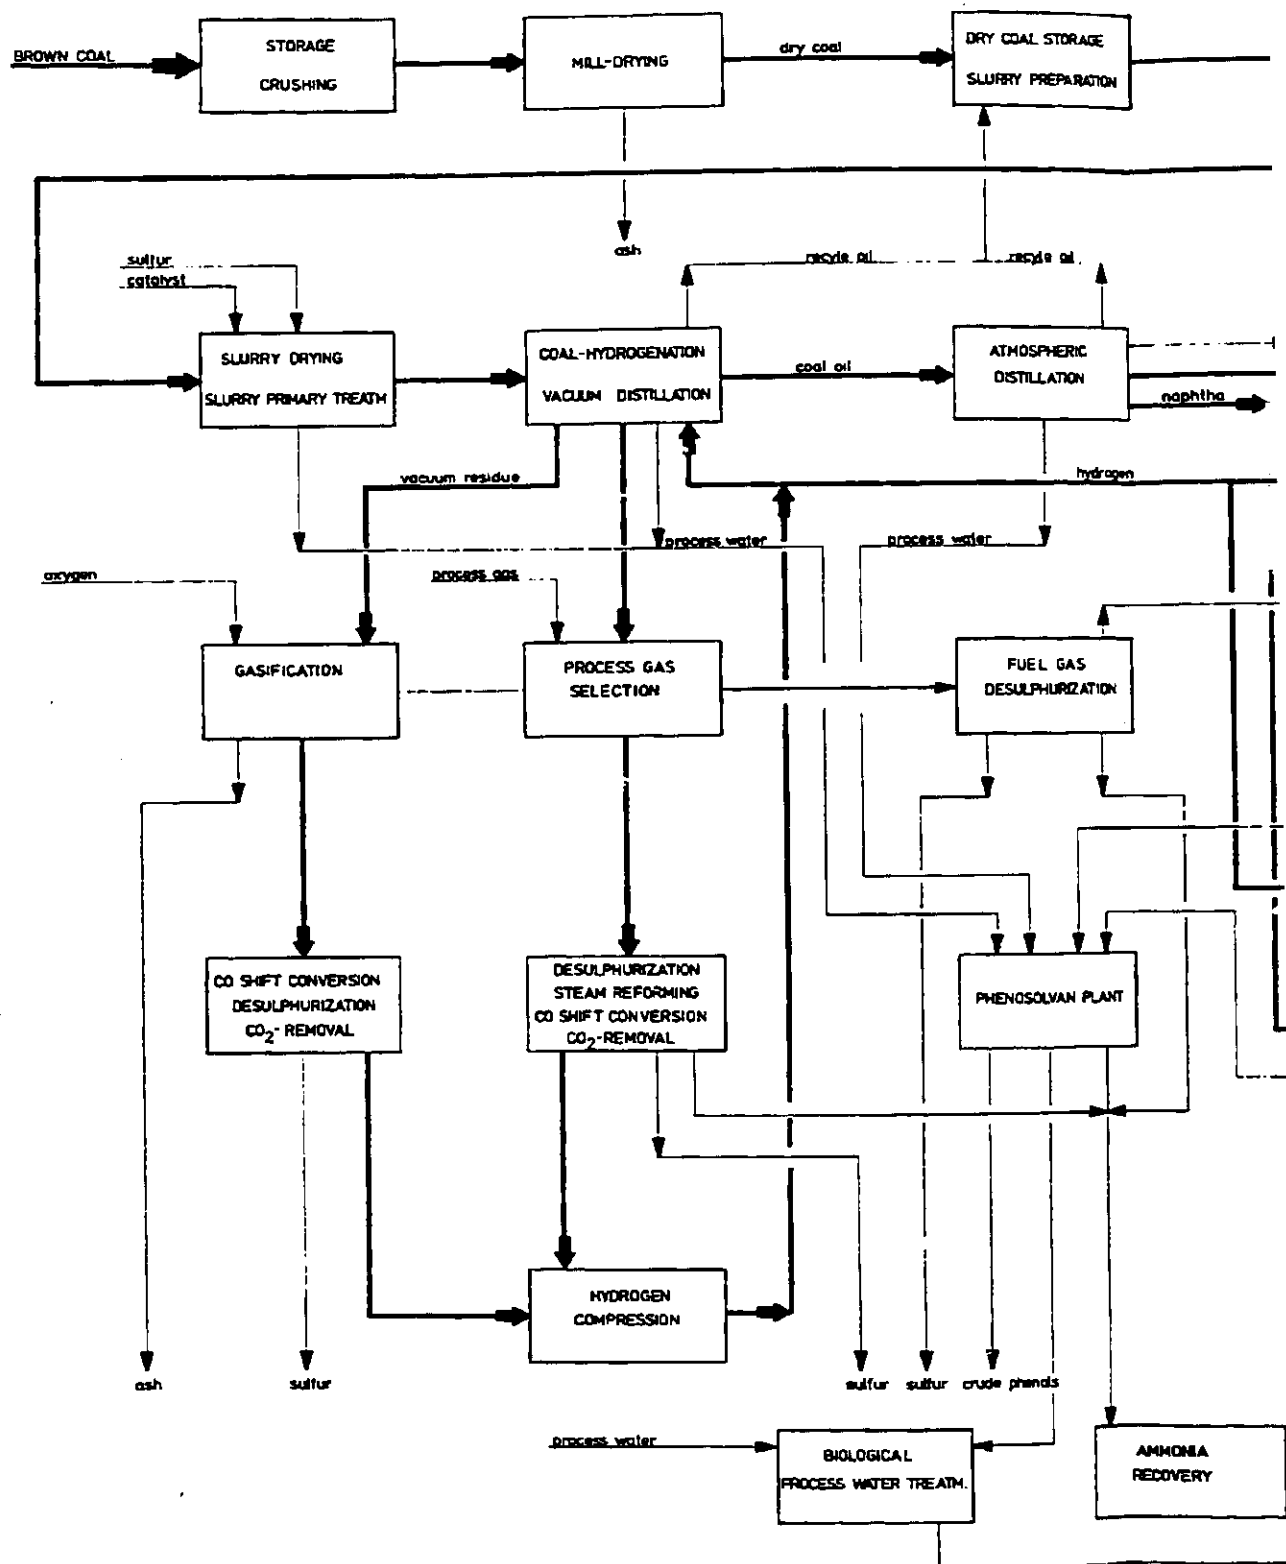 BROWN COAL
STORAGE
CRUSHING
MILL-DRYING
dry coal
DRY COAL STORAGE
SLURRY PREPARATION
ash
sulfur
catalyst
recyle oil
recyle oil
SLURRY DRYING
SLURRY PRIMARY TREATM
COAL-HYDROGENATION
VACUUM DISTILLATION
coal oil
ATMOSPHERIC
DISTILLATION
naphtha
vacuum residue
hydrogen
process water
process water
oxygen
process gas
GASIFICATION
PROCESS GAS
SELECTION
FUEL GAS
DESULPHURIZATION
CO SHIFT CONVERSION
DESULPHURIZATION
CO2-REMOVAL
DESULPHURIZATION
STEAM REFORMING
CO SHIFT CONVERSION
CO2-REMOVAL
PHENOSOLVAN PLANT
HYDROGEN
COMPRESSION
ash
sulfur
sulfur
sulfur
crude phenols
process water
BIOLOGICAL
PROCESS WATER TREATM.
AMMONIA
RECOVERY